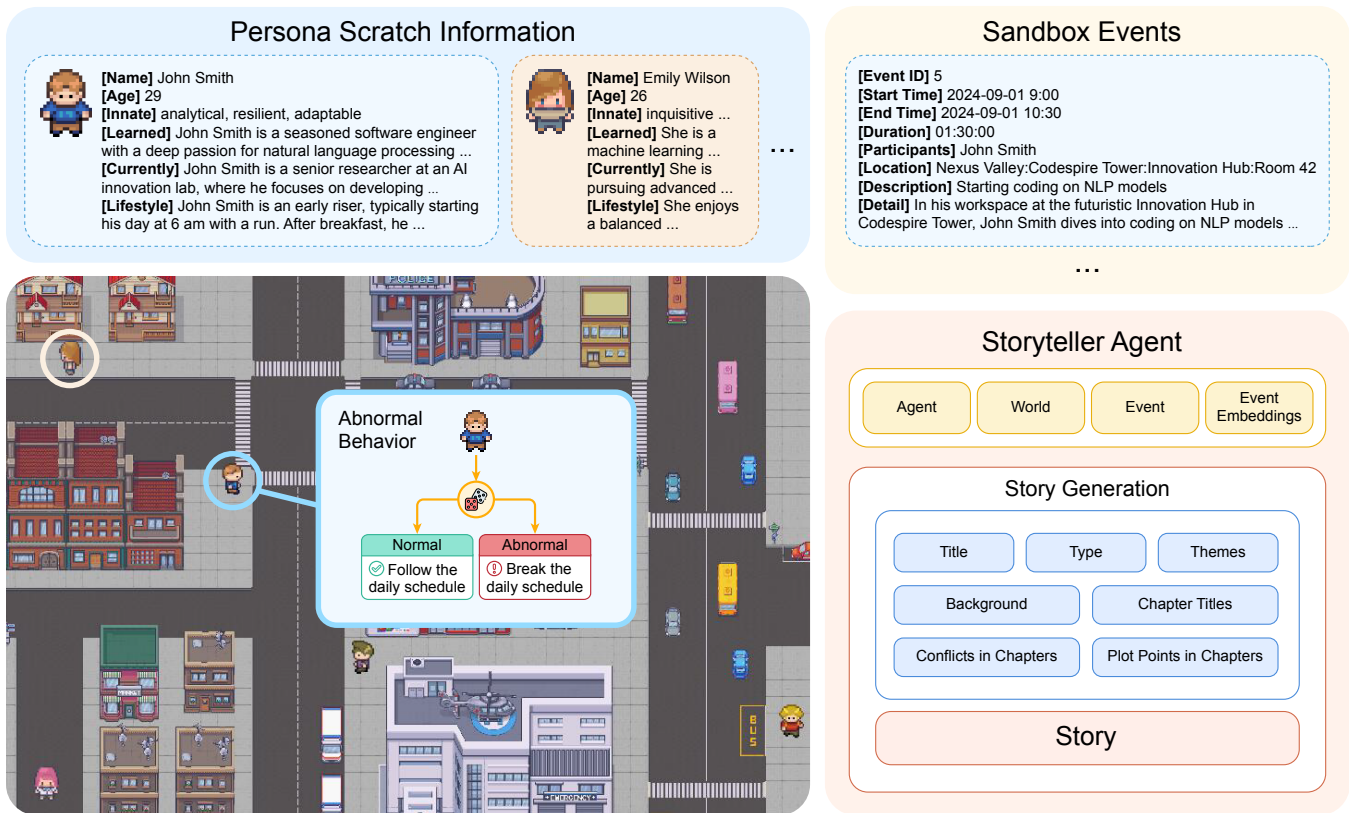 Persona Scratch Information
[Name] John Smith
[Age] 29
[Innate] analytical, resilient, adaptable
[Learned] John Smith is a seasoned software engineer
with a deep passion for natural language processing ...
[Currently] John Smith is a senior researcher at an AI
innovation lab, where he focuses on developing ...
[Lifestyle] John Smith is an early riser, typically starting
his day at 6 am with a run. After breakfast, he ...
[Name] Emily Wilson
[Age] 26
[Innate] inquisitive ...
[Learned] She is a
machine learning ...
[Currently] She is
pursuing advanced ...
[Lifestyle] She enjoys
a balanced ...
...
Sandbox Events
[Event ID] 5
[Start Time] 2024-09-01 9:00
[End Time] 2024-09-01 10:30
[Duration] 01:30:00
[Participants] John Smith
[Location] Nexus Valley:Codespire Tower:Innovation Hub:Room 42
[Description] Starting coding on NLP models
[Detail] In his workspace at the futuristic Innovation Hub in
Codespire Tower, John Smith dives into coding on NLP models ...
...
POLICE
Abnormal
Behavior
Normal
Follow the
daily schedule
Abnormal
Break the
daily schedule
BUS
EMERGENCY
Storyteller Agent
Agent
World
Event
Event
Embeddings
Story Generation
Title
Type
Themes
Background
Chapter Titles
Conflicts in Chapters
Plot Points in Chapters
Story